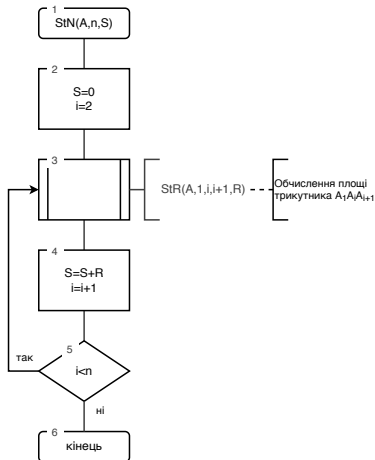 1
StN(A,n,S)
2
S=0
i=2
3
StR(A,1,i,i+1,R)
Обчислення площі
трикутника A₁AᵢAᵢ₊₁
4
S=S+R
i=i+1
5
i<n
так
ні
6
кінець